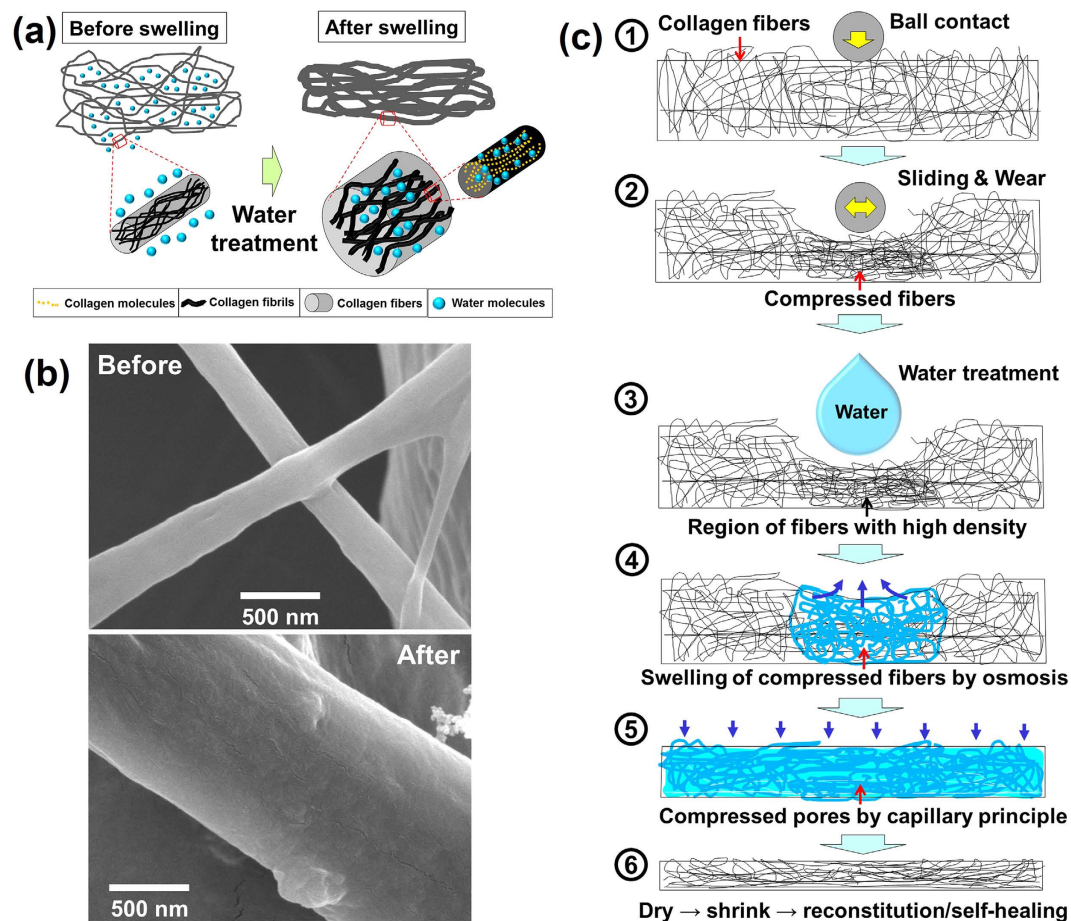 (a)
Before swelling
After swelling
Water
treatment
Collagen molecules
Collagen fibrils
Collagen fibers
Water molecules
(b)
Before
500 nm
After
500 nm
(c)
1
Collagen fibers
Ball contact
2
Sliding & Wear
Compressed fibers
3
Water treatment
Water
Region of fibers with high density
4
Swelling of compressed fibers by osmosis
5
Compressed pores by capillary principle
6
Dry → shrink → reconstitution/self-healing